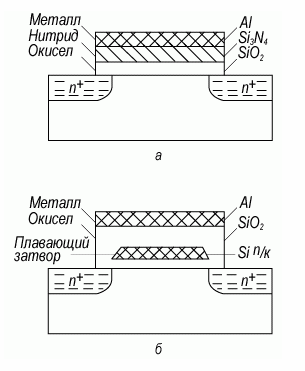 Металл Al
Нитрид Si₃N₄
Окисел SiO₂
n⁺ n⁺
а
Металл Al
Окисел SiO₂
Плавающий
затвор Si п/к
n⁺ n⁺
б